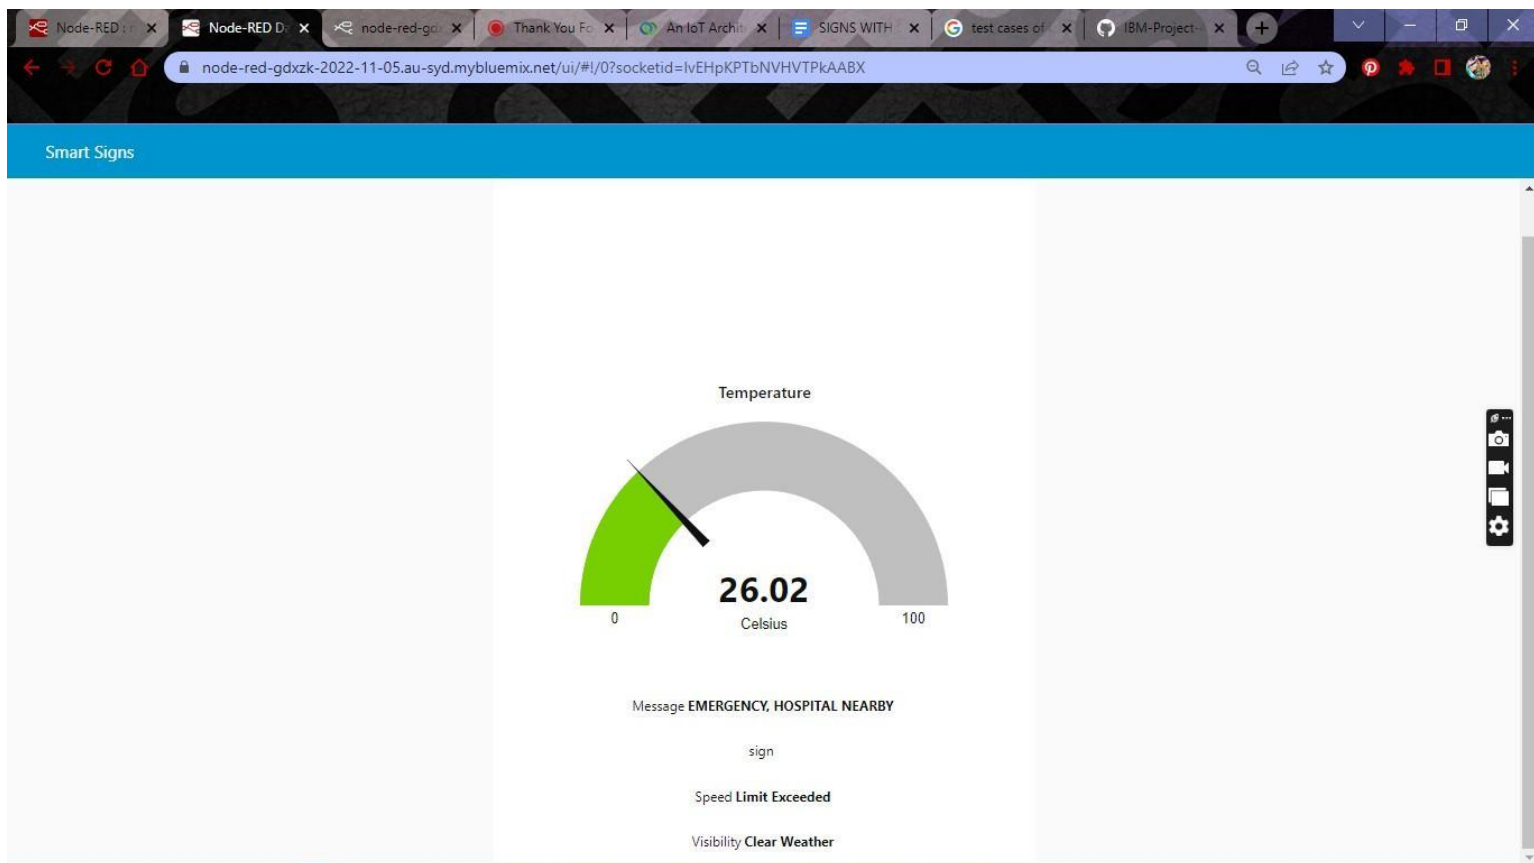 Node-RED : Node-RED D node-red-gd Thank You Fo An IoT Archit SIGNS WITH test cases of IBM-Project-
node-red-gdxzk-2022-11-05.au-syd.mybluemix.net/ui/#!/0?socketid=IvEHpKPTbNVHVTPkAABX
Smart Signs
Temperature
26.02
0 Celsius 100
Message EMERGENCY, HOSPITAL NEARBY
sign
Speed Limit Exceeded
Visibility Clear Weather